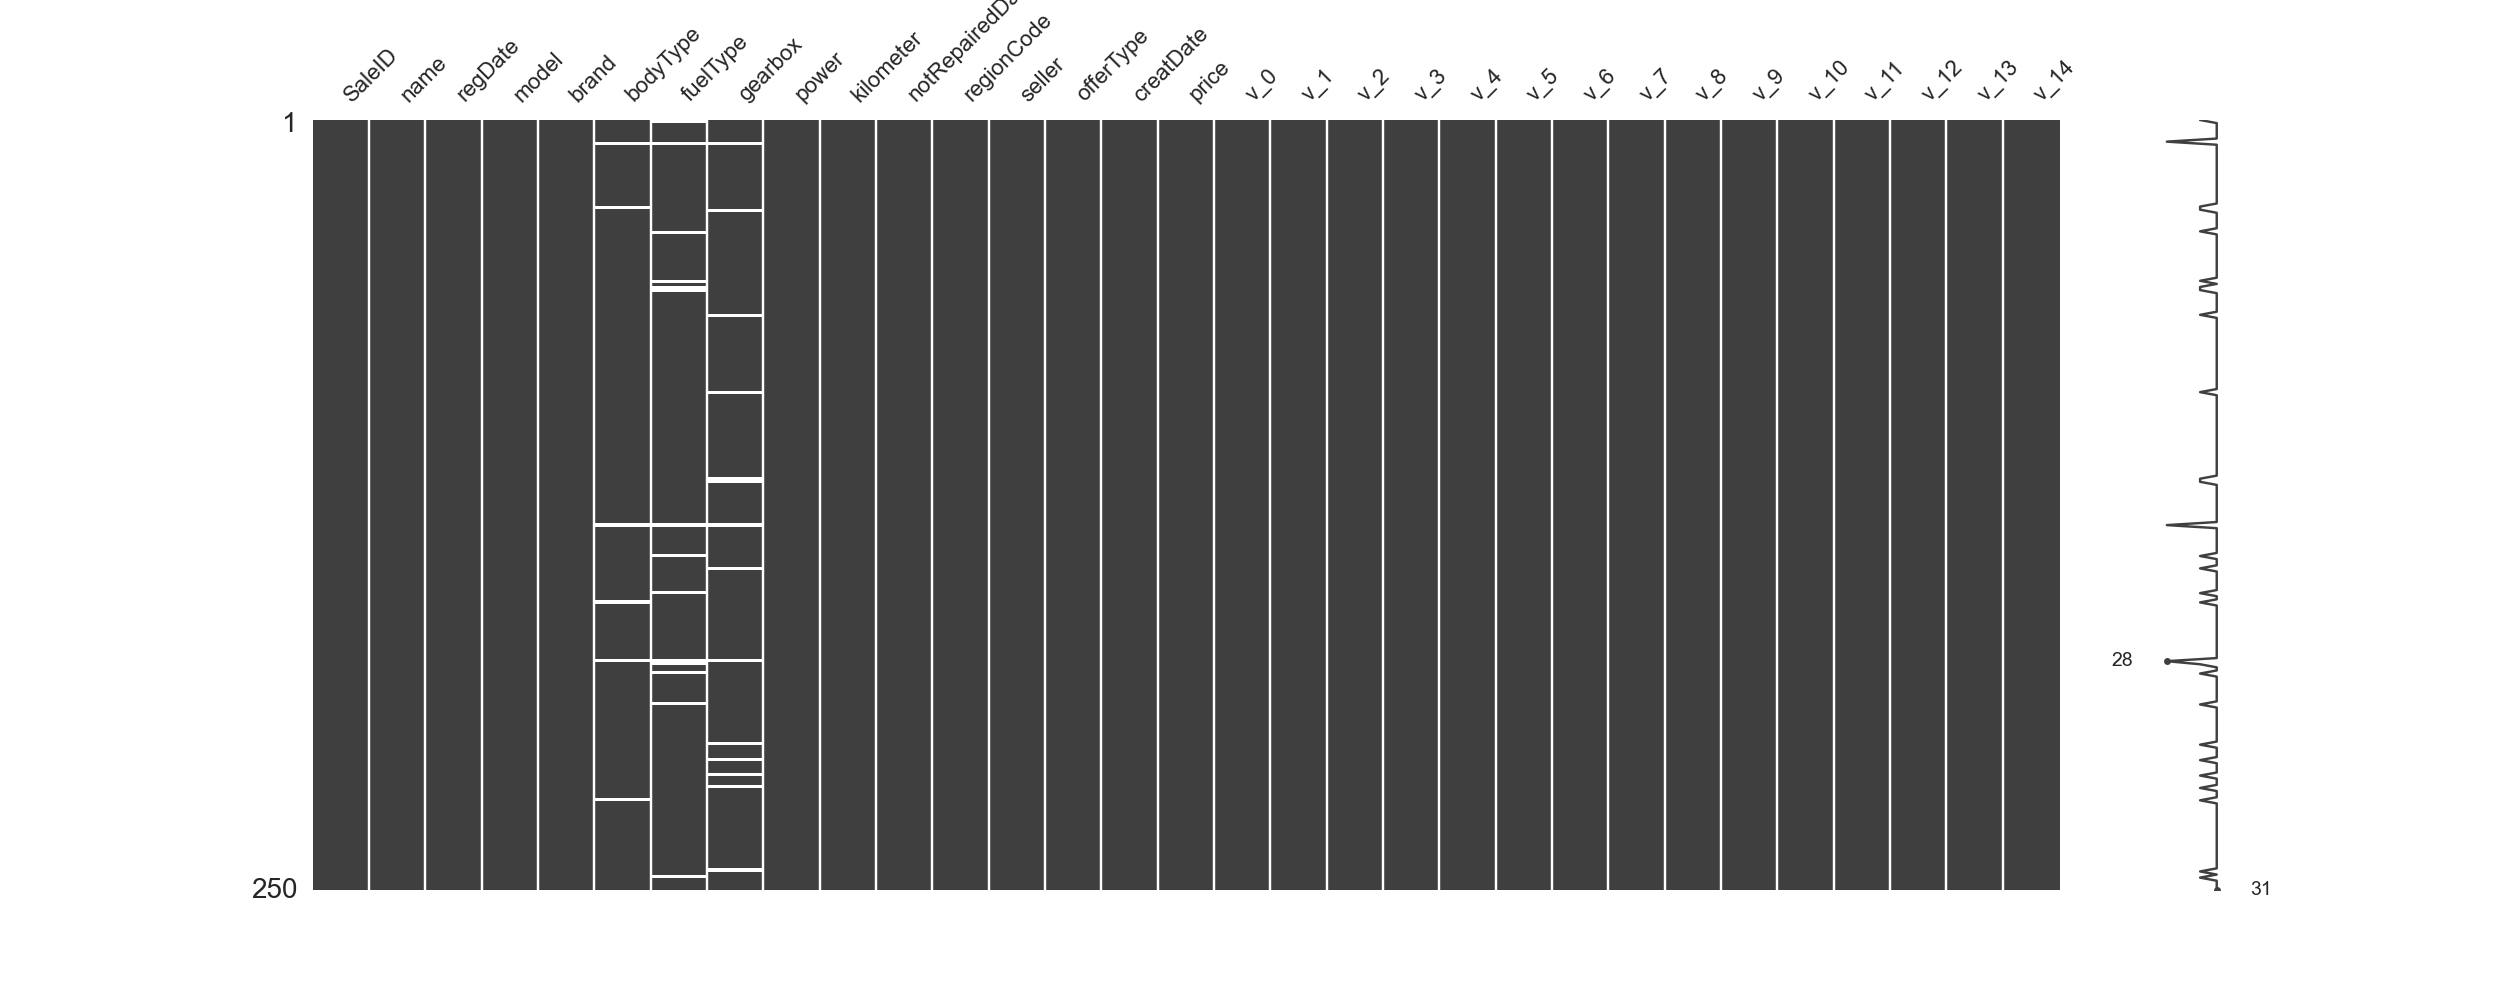 SaleID
name
regDate
model
brand
bodyType
fuelType
gearbox
power
kilometer
regionCode
seller
offerType
creatDate
price
v_0
v_1
v_2
v_3
v_4
v_5
v_6
v_7
v_8
v_9
v_10
v_11
v_12
v_13
v_14
1
28
250
31